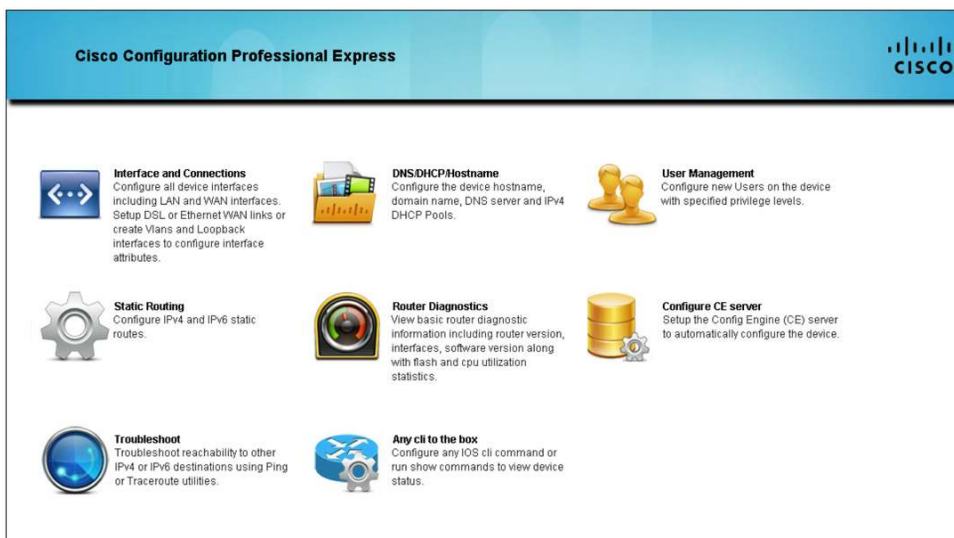 Cisco Configuration Professional Express
CISCO
Interface and Connections
Configure all device interfaces
including LAN and WAN interfaces.
Setup DSL or Ethernet WAN links or
create Vlans and Loopback
interfaces to configure interface
attributes.
DNS/DHCP/Hostname
Configure the device hostname,
domain name, DNS server and IPv4
DHCP Pools.
User Management
Configure new Users on the device
with specified privilege levels.
Static Routing
Configure IPv4 and IPv6 static
routes.
Router Diagnostics
View basic router diagnostic
information including router version,
interfaces, software version along
with flash and cpu utilization
statistics.
Configure CE server
Setup the Config Engine (CE) server
to automatically configure the device.
Troubleshoot
Troubleshoot reachability to other
IPv4 or IPv6 destinations using Ping
or Traceroute utilities.
Any cli to the box
Configure any IOS cli command or
run show commands to view device
status.